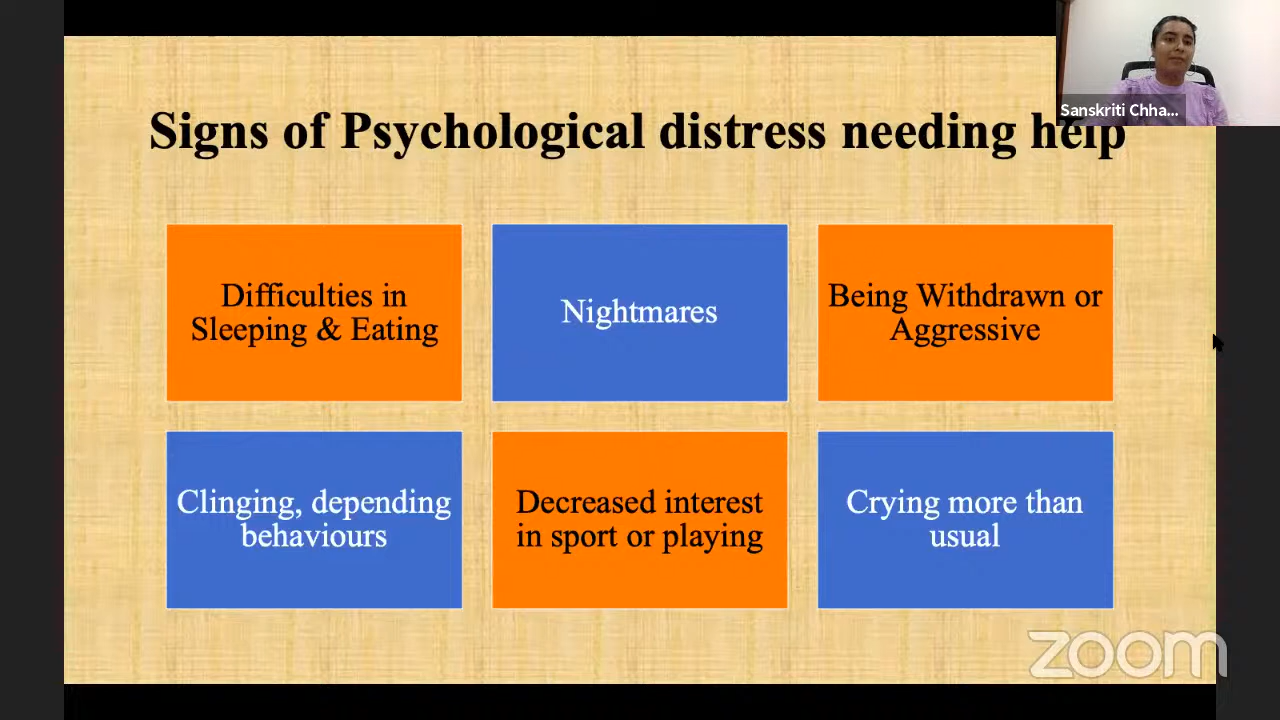 Sanskriti Chha...
Signs of Psychological distress needing help
Difficulties in
Sleeping & Eating
Nightmares
Being Withdrawn or
Aggressive
Clinging, depending
behaviours
Decreased interest
in sport or playing
Crying more than
usual
zoom